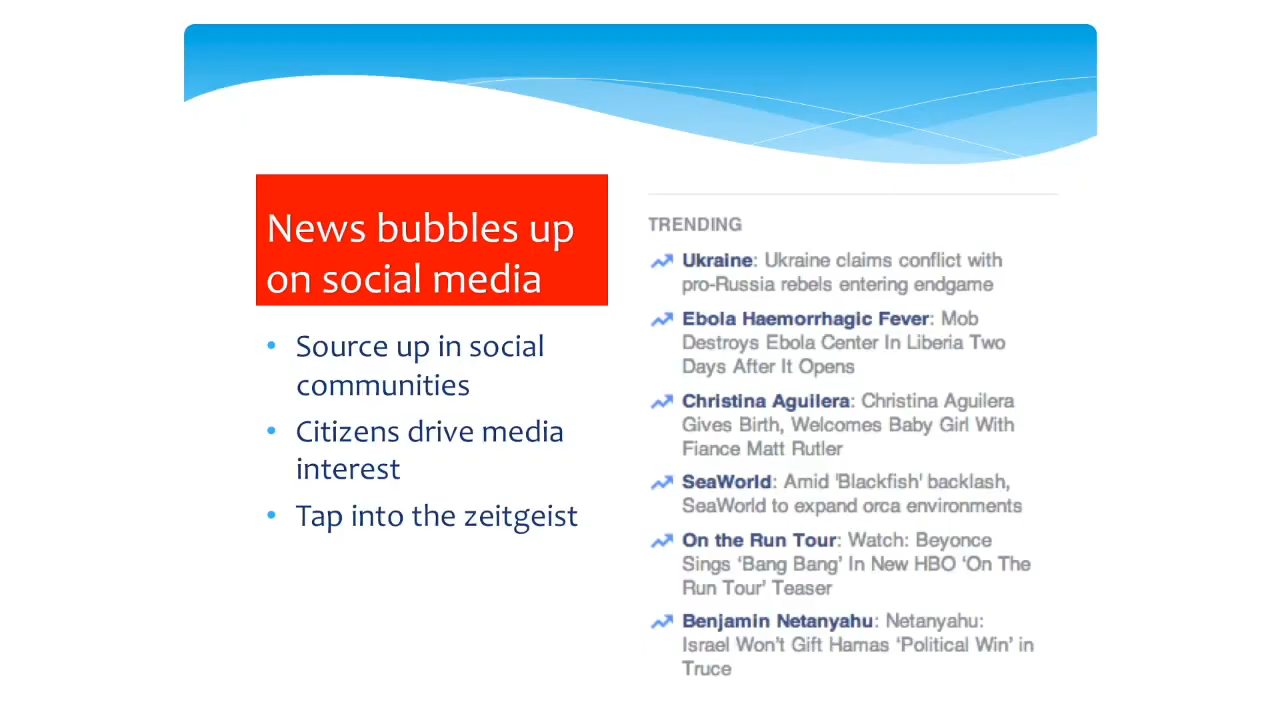 News bubbles up
on social media
• Source up in social
communities
• Citizens drive media
interest
• Tap into the zeitgeist
TRENDING
Ukraine: Ukraine claims conflict with
pro-Russia rebels entering endgame
Ebola Haemorrhagic Fever: Mob
Destroys Ebola Center In Liberia Two
Days After It Opens
Christina Aguilera: Christina Aguilera
Gives Birth, Welcomes Baby Girl With
Fiance Matt Rutler
SeaWorld: Amid 'Blackfish' backlash,
SeaWorld to expand orca environments
On the Run Tour: Watch: Beyonce
Sings ‘Bang Bang’ In New HBO ‘On The
Run Tour’ Teaser
Benjamin Netanyahu: Netanyahu:
Israel Won’t Gift Hamas ‘Political Win’ in
Truce